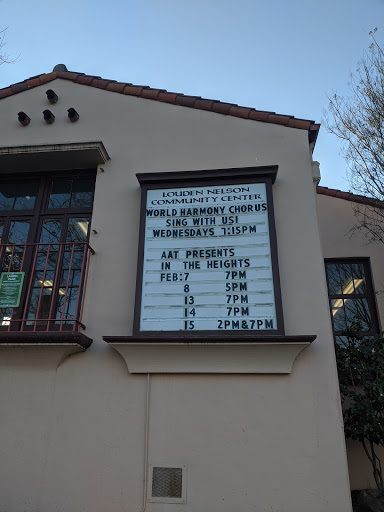 LOUDEN NELSON
COMMUNITY CENTER
WORLD HARMONY CHORUS
SING WITH US!
WEDNESDAYS 7:15PM
AAT PRESENTS
IN THE HEIGHTS
FEB:7 7PM
8 5PM
13 7PM
14 7PM
15 2PM&7PM